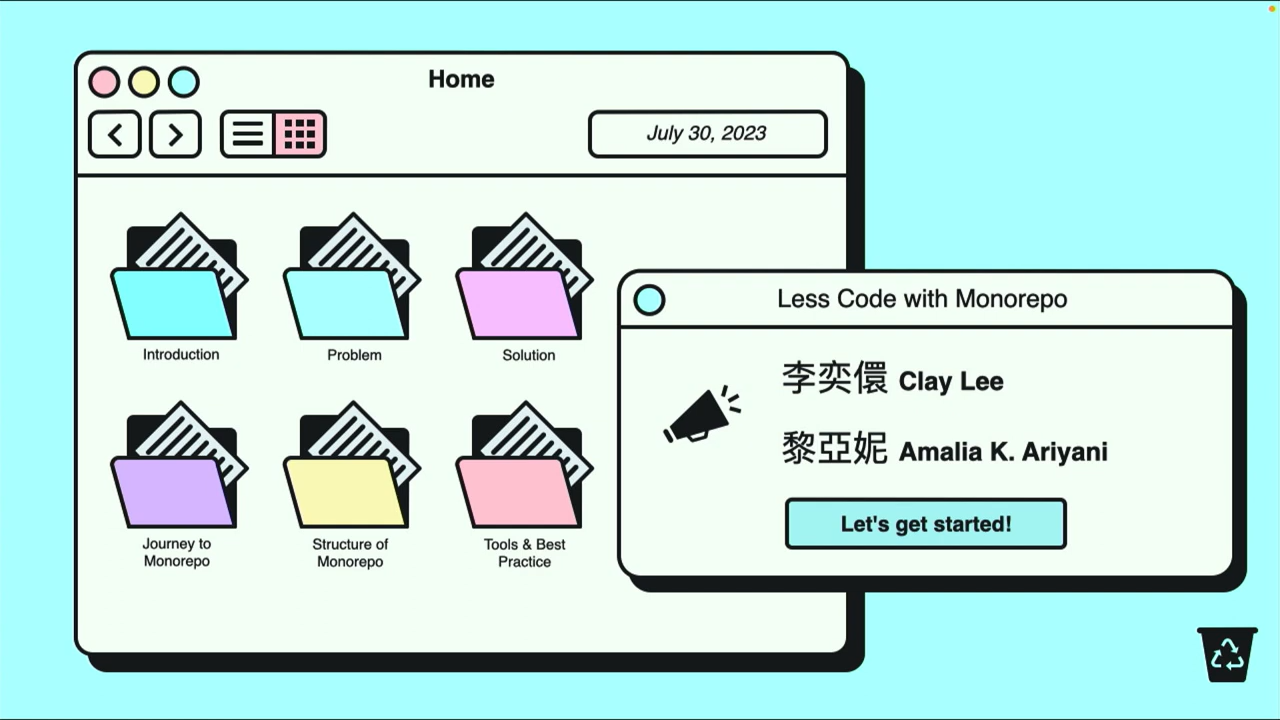 Home
July 30, 2023
Introduction
Problem
Solution
Journey to
Monorepo
Structure of
Monorepo
Tools & Best
Practice
Less Code with Monorepo
李奕儇 Clay Lee
黎亞妮 Amalia K. Ariyani
Let's get started!